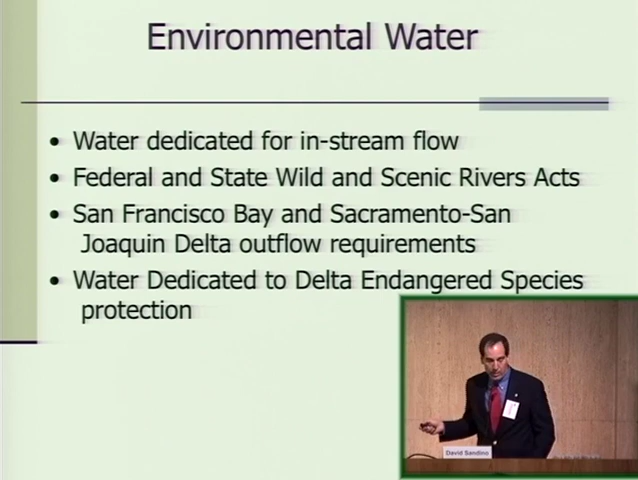 Environmental Water
• Water dedicated for in-stream flow
• Federal and State Wild and Scenic Rivers Acts
• San Francisco Bay and Sacramento-San
Joaquin Delta outflow requirements
• Water Dedicated to Delta Endangered Species
protection
David Sandino